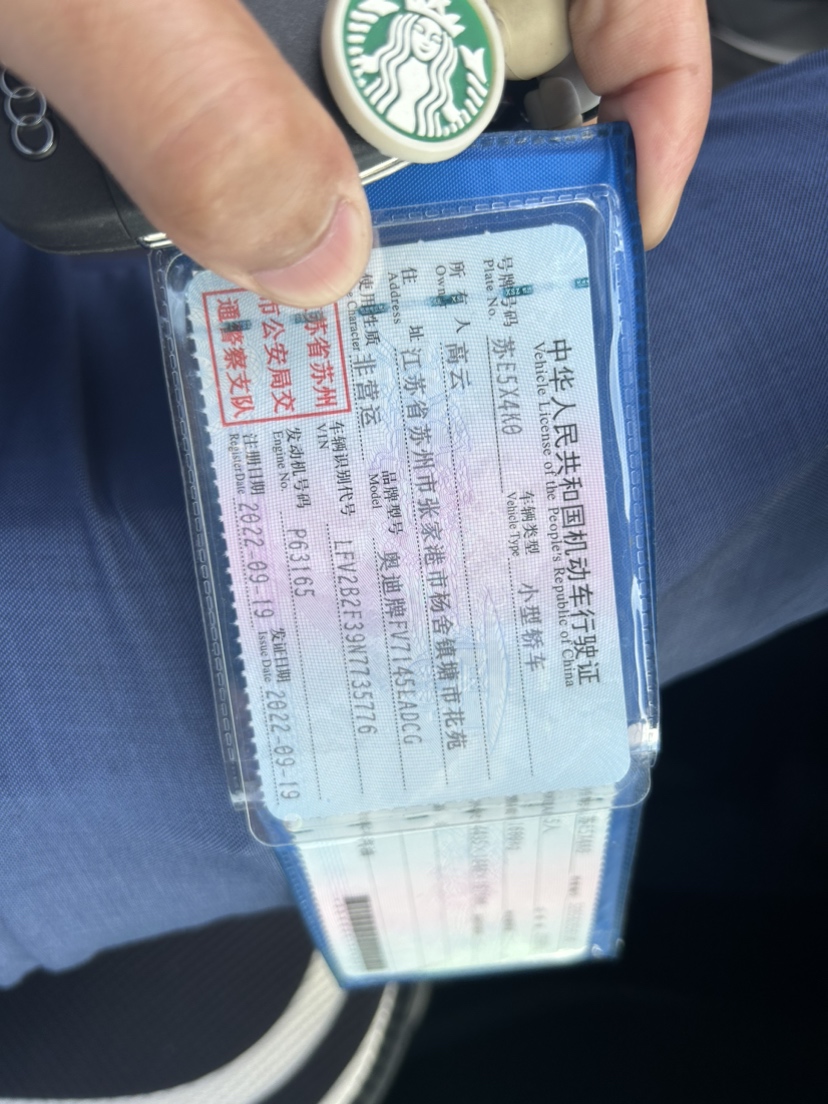 中华人民共和国机动车行驶证
Vehicle License of the People's Republic of China
号牌号码 苏E5X4K0 车辆类型 小型轿车
Plate No. Vehicle Type
所有人 高云
Owner
住址 江苏省苏州市张家港市杨舍镇塘市花苑
Address
使用性质 非营运 品牌型号 奥迪牌FV7145EADCG
Character Model
苏省苏州
市公安局交
通警察支队
车辆识别代号 LFV2B2F39N7735776
VIN
发动机号码 P63165
Engine No.
注册日期 2022-09-19 发证日期 2022-09-19
Register Date Issue Date